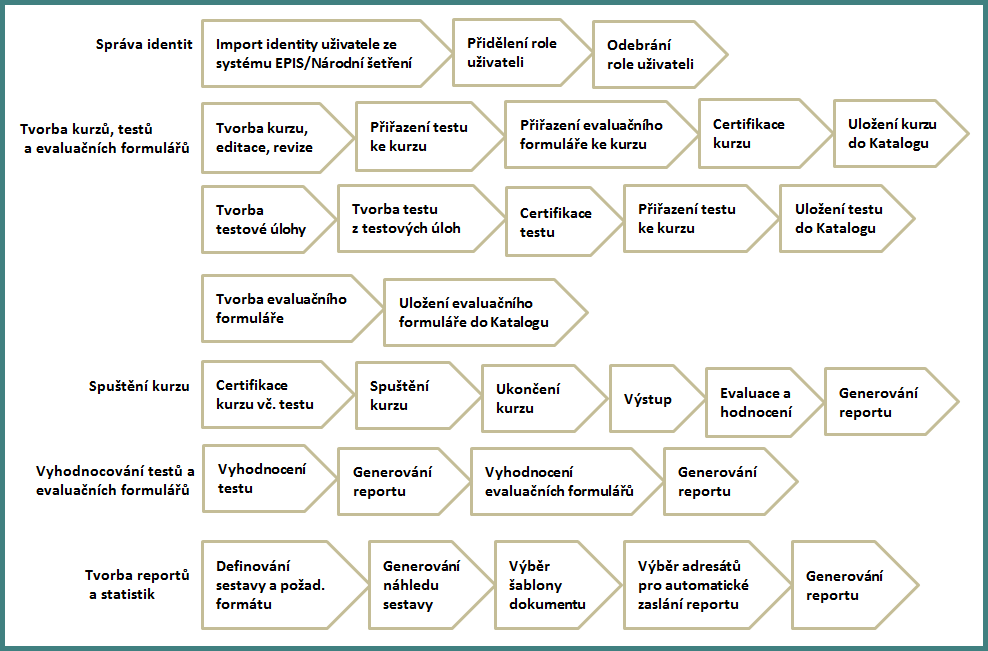 Správa identit
Import identity uživatele ze
systému EPIS/Národní šetření
Přidělení role
uživateli
Odebrání
role uživateli
Tvorba kurzů, testů
a evaluačních formulářů
Tvorba kurzu,
editace, revize
Přiřazení testu
ke kurzu
Přiřazení evaluačního
formuláře ke kurzu
Certifikace
kurzu
Uložení kurzu
do Katalogu
Tvorba
testové úlohy
Tvorba testu
z testových úloh
Certifikace
testu
Přiřazení testu
ke kurzu
Uložení testu
do Katalogu
Tvorba evaluačního
formuláře
Uložení evaluačního
formuláře do Katalogu
Spuštění kurzu
Certifikace
kurzu vč. testu
Spuštění
kurzu
Ukončení
kurzu
Výstup
Evaluace a
hodnocení
Generování
reportu
Vyhodnocování testů a
evaluačních formulářů
Vyhodnocení
testu
Generování
reportu
Vyhodnocení
evaluačních formulářů
Generování
reportu
Tvorba reportů
a statistik
Definování
sestavy a požad.
formátu
Generování
náhledu
sestavy
Výběr
šablony
dokumentu
Výběr adresátů
pro automatické
zaslání reportu
Generování
reportu